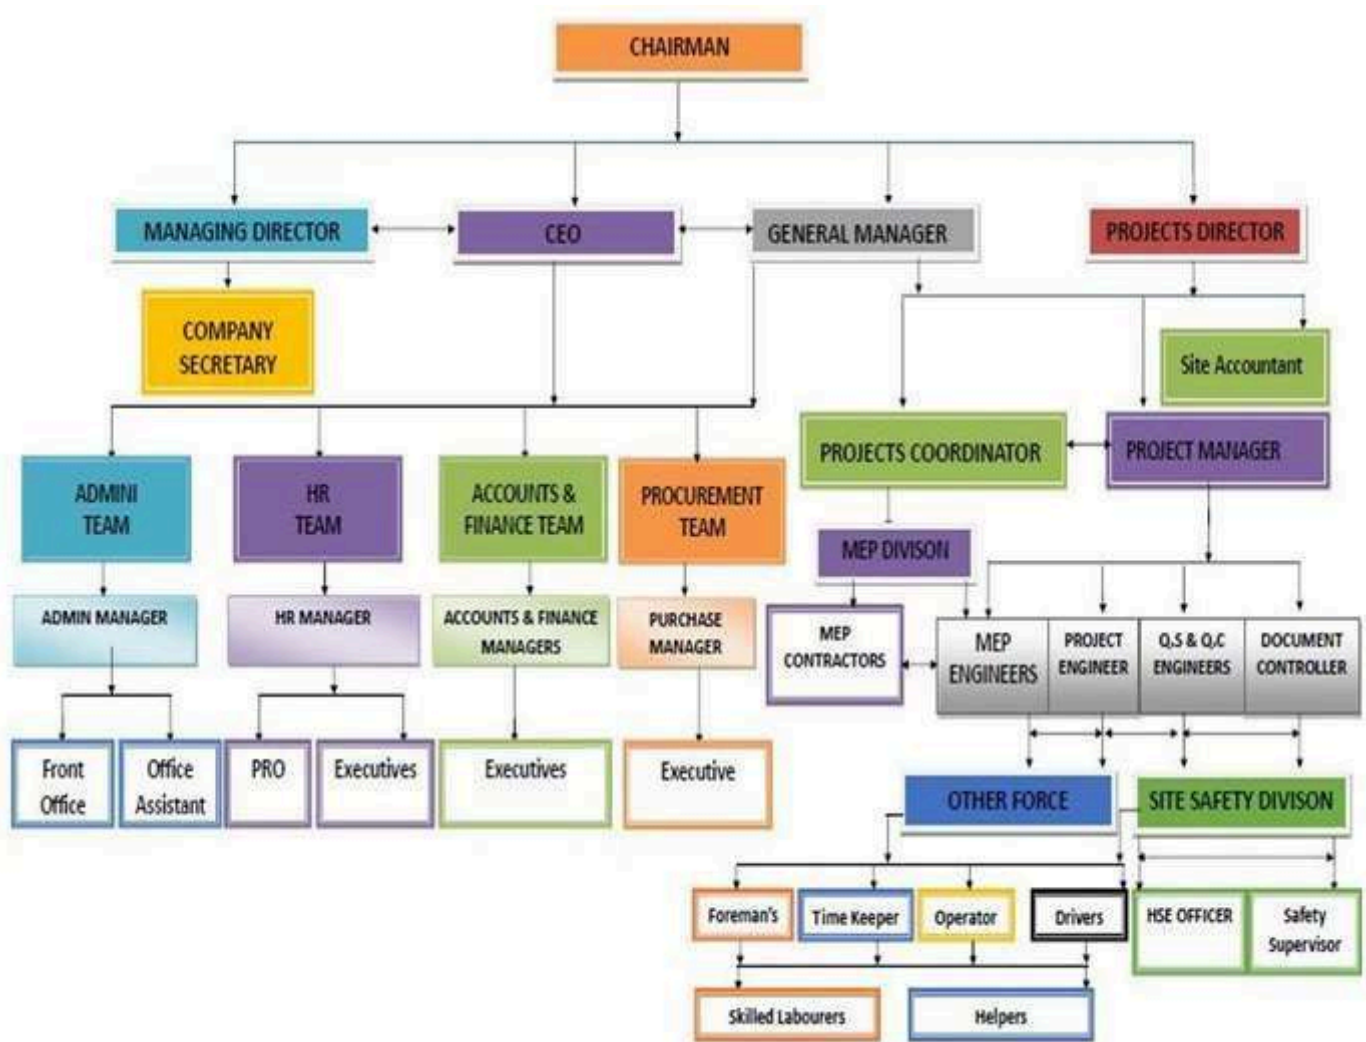 CHAIRMAN
MANAGING DIRECTOR
CEO
GENERAL MANAGER
PROJECTS DIRECTOR
COMPANY
SECRETARY
Site Accountant
PROJECTS COORDINATOR
PROJECT MANAGER
ADMINI
TEAM
HR
TEAM
ACCOUNTS &
FINANCE TEAM
PROCUREMENT
TEAM
MEP DIVISON
ADMIN MANAGER
HR MANAGER
ACCOUNTS & FINANCE
MANAGERS
PURCHASE
MANAGER
MEP
CONTRACTORS
MEP
ENGINEERS
PROJECT
ENGINEER
Q,S & Q,C
ENGINEERS
DOCUMENT
CONTROLLER
Front
Office
Office
Assistant
PRO
Executives
Executives
Executive
OTHER FORCE
SITE SAFETY DIVISON
Foreman's
Time Keeper
Operator
Drivers
HSE OFFICER
Safety
Supervisor
Skilled Labourers
Helpers